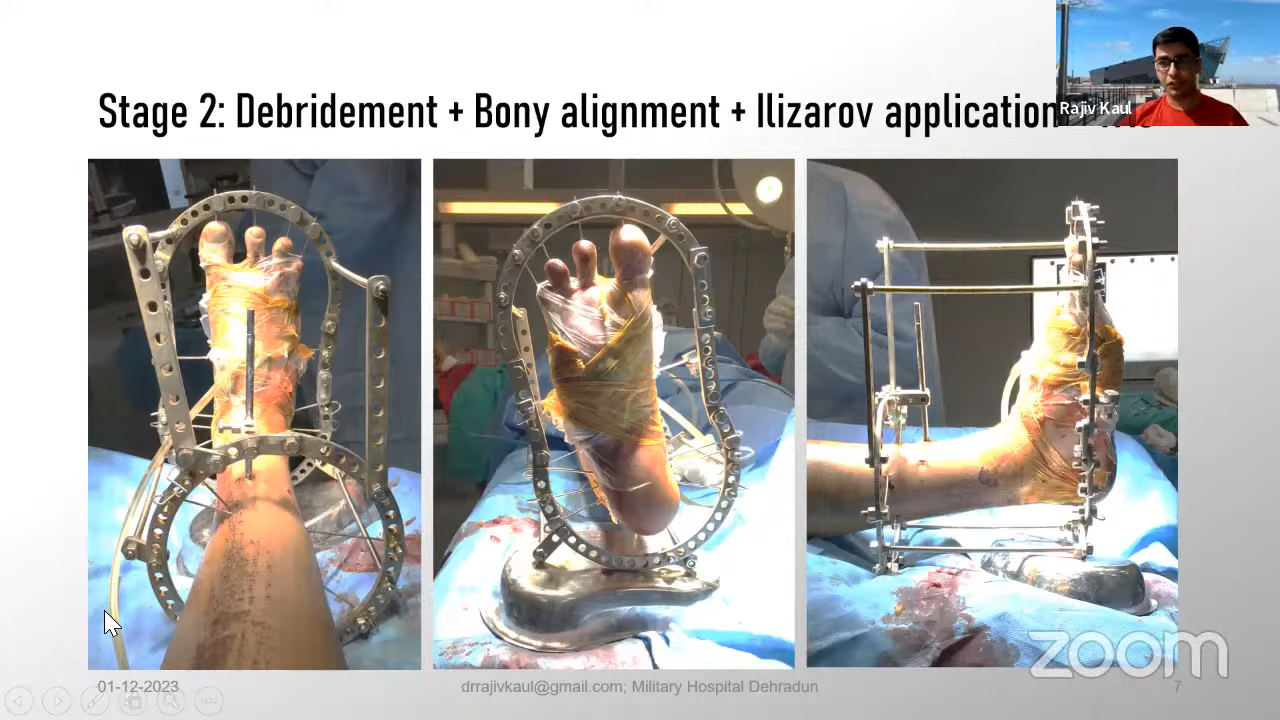 Stage 2: Debridement + Bony alignment + Ilizarov application
Rajiv Kaul
zoom
01-12-2023
drrajivkaul@gmail.com; Military Hospital Dehradun
7